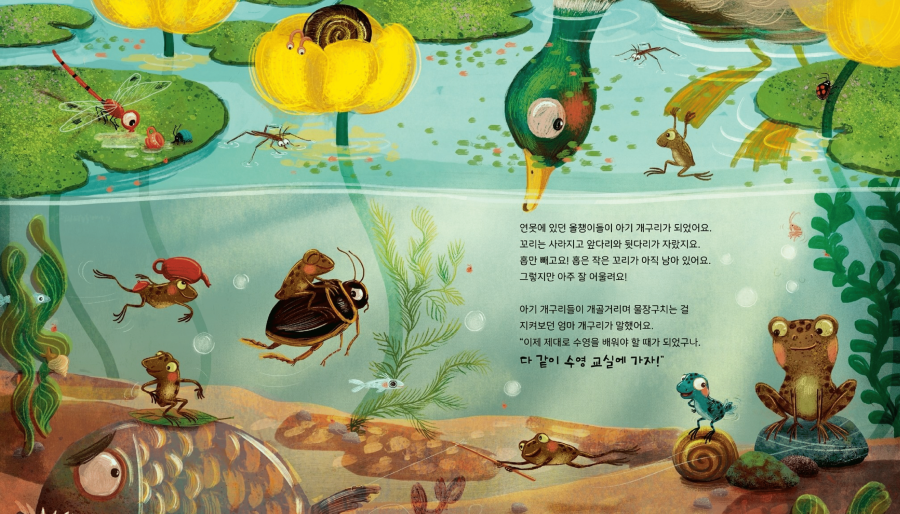 연못에 있던 올챙이들이 아기 개구리가 되었어요.
꼬리는 사라지고 앞다리와 뒷다리가 자랐지요.
흠만 빼고요! 흠은 작은 꼬리가 아직 남아 있어요.
그렇지만 아주 잘 어울려요!
아기 개구리들이 개골거리며 물장구치는 걸
지켜보던 엄마 개구리가 말했어요.
"이제 제대로 수영을 배워야 할 때가 되었구나.
다 같이 수영 교실에 가자!"